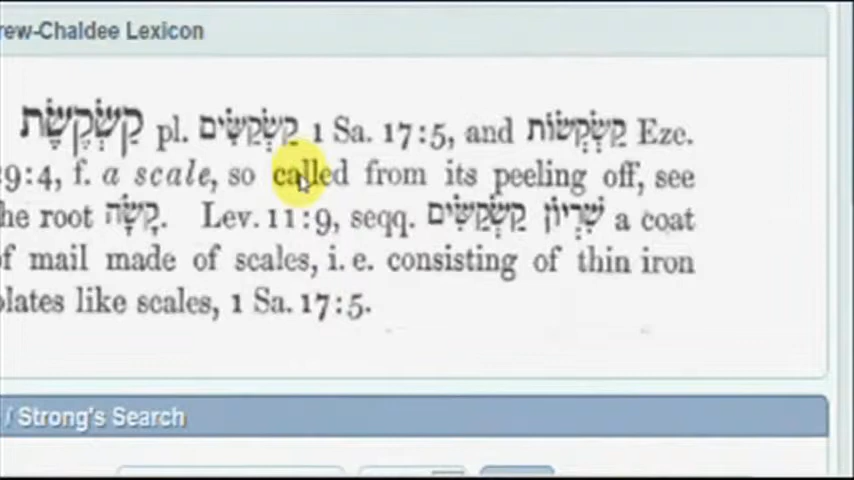 rew-Chaldee Lexicon
קַשְׂקֶשֶׂת pl. קַשְׂקַשִּׂים 1 Sa. 17:5, and קַשְׂקְשׂוֹת Eze.
9:4, f. a scale, so called from its peeling off, see
he root קָשָׂה. Lev. 11:9, seqq. שִׁרְיוֹן קַשְׂקַשִּׂים a coat
f mail made of scales, i. e. consisting of thin iron
plates like scales, 1 Sa. 17:5.
/ Strong's Search